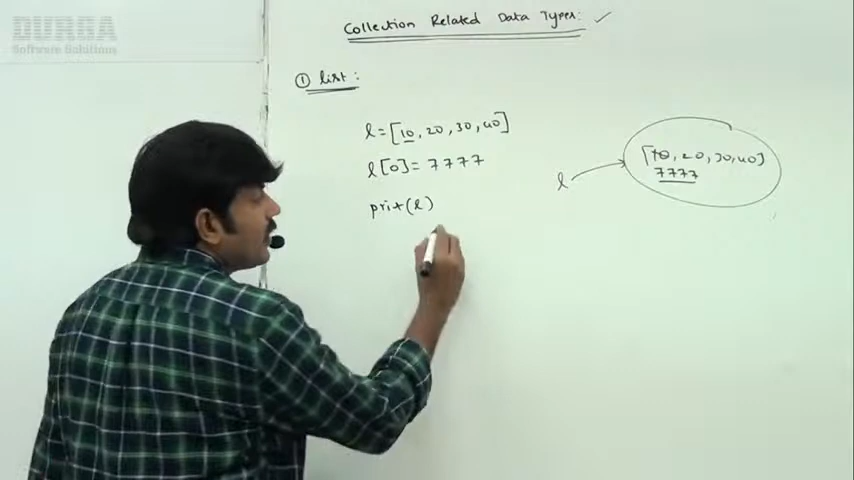 DURGA
Software Solutions
Collection Related Data Types:
① list:
l=[10,20,30,40]
l[0]=7777
print(l)
l
[10,20,30,40]
7777